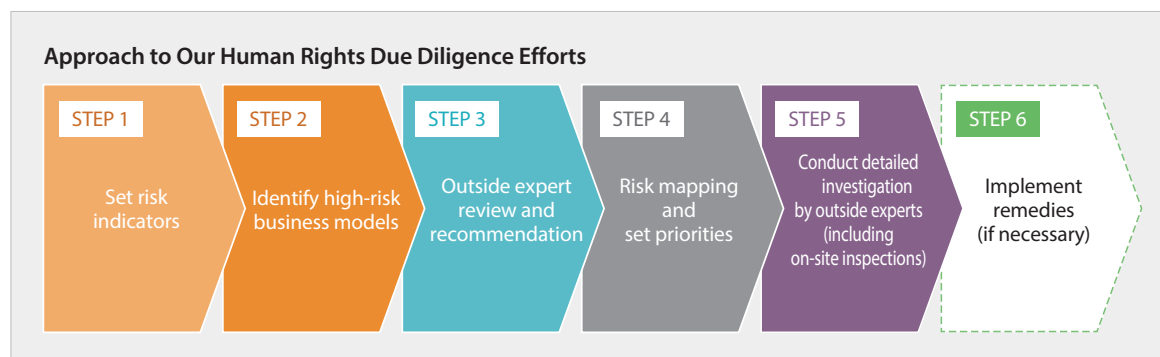 Approach to Our Human Rights Due Diligence Efforts
STEP 1
Set risk
indicators
STEP 2
Identify high-risk
business models
STEP 3
Outside expert
review and
recommendation
STEP 4
Risk mapping
and
set priorities
STEP 5
Conduct detailed
investigation
by outside experts
(including
on-site inspections)
STEP 6
Implement
remedies
(if necessary)